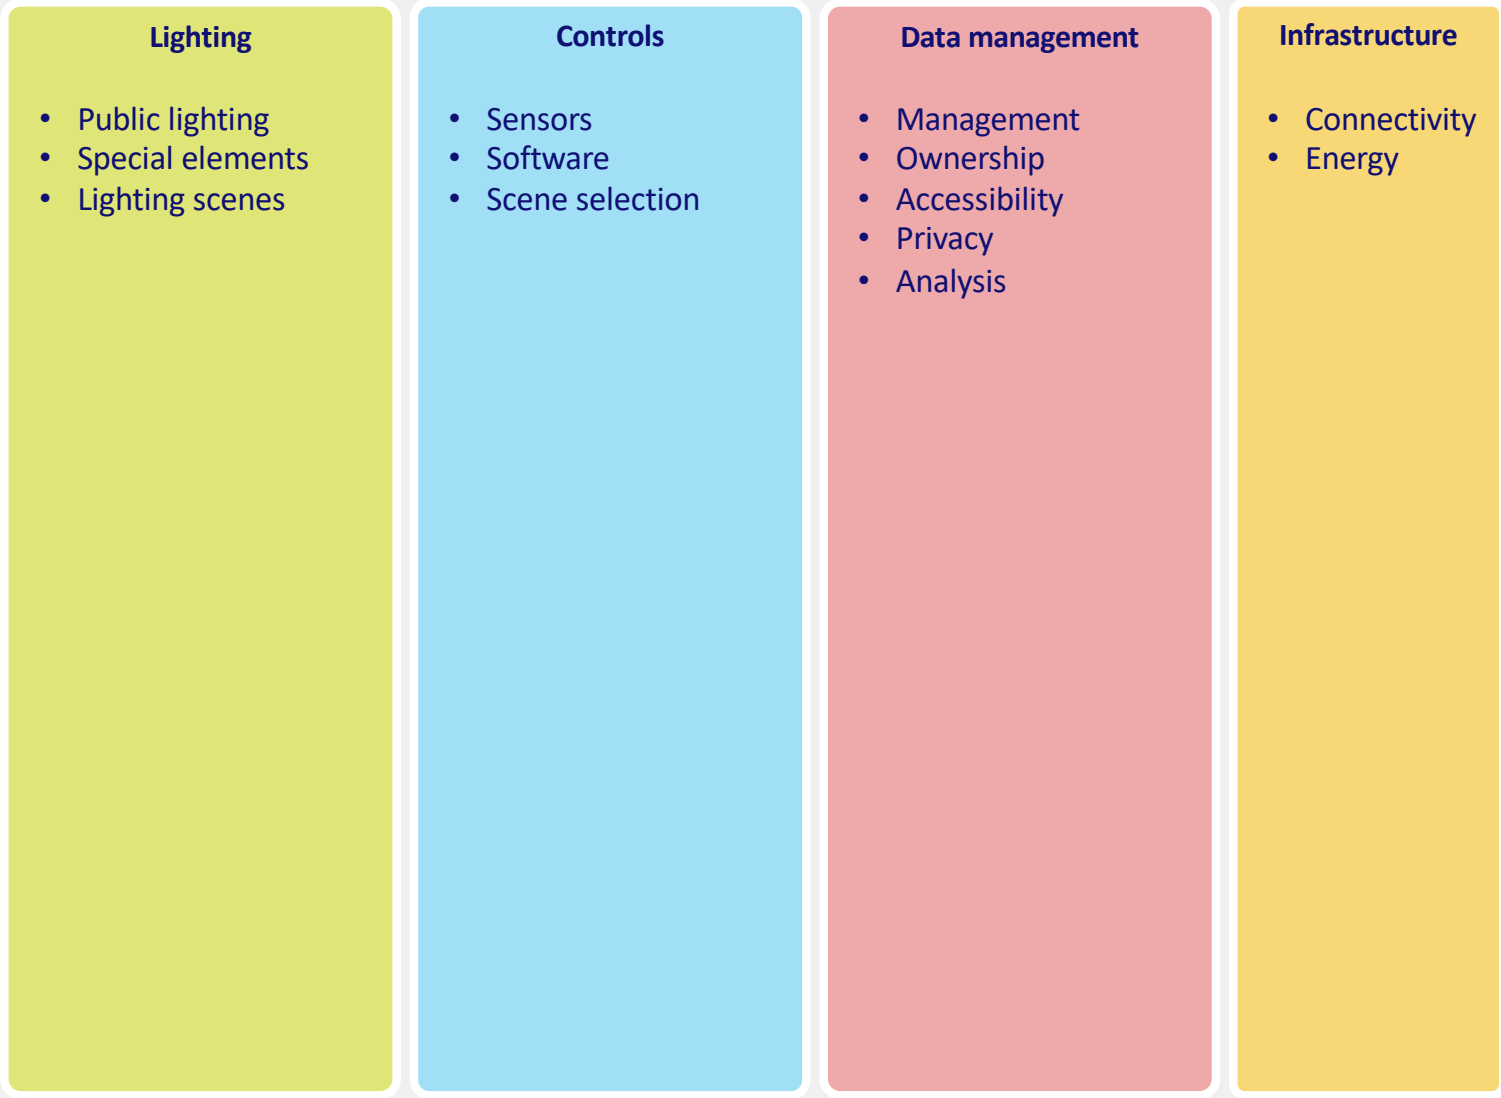 Lighting
• Public lighting
• Special elements
• Lighting scenes
Controls
• Sensors
• Software
• Scene selection
Data management
• Management
• Ownership
• Accessibility
• Privacy
• Analysis
Infrastructure
• Connectivity
• Energy